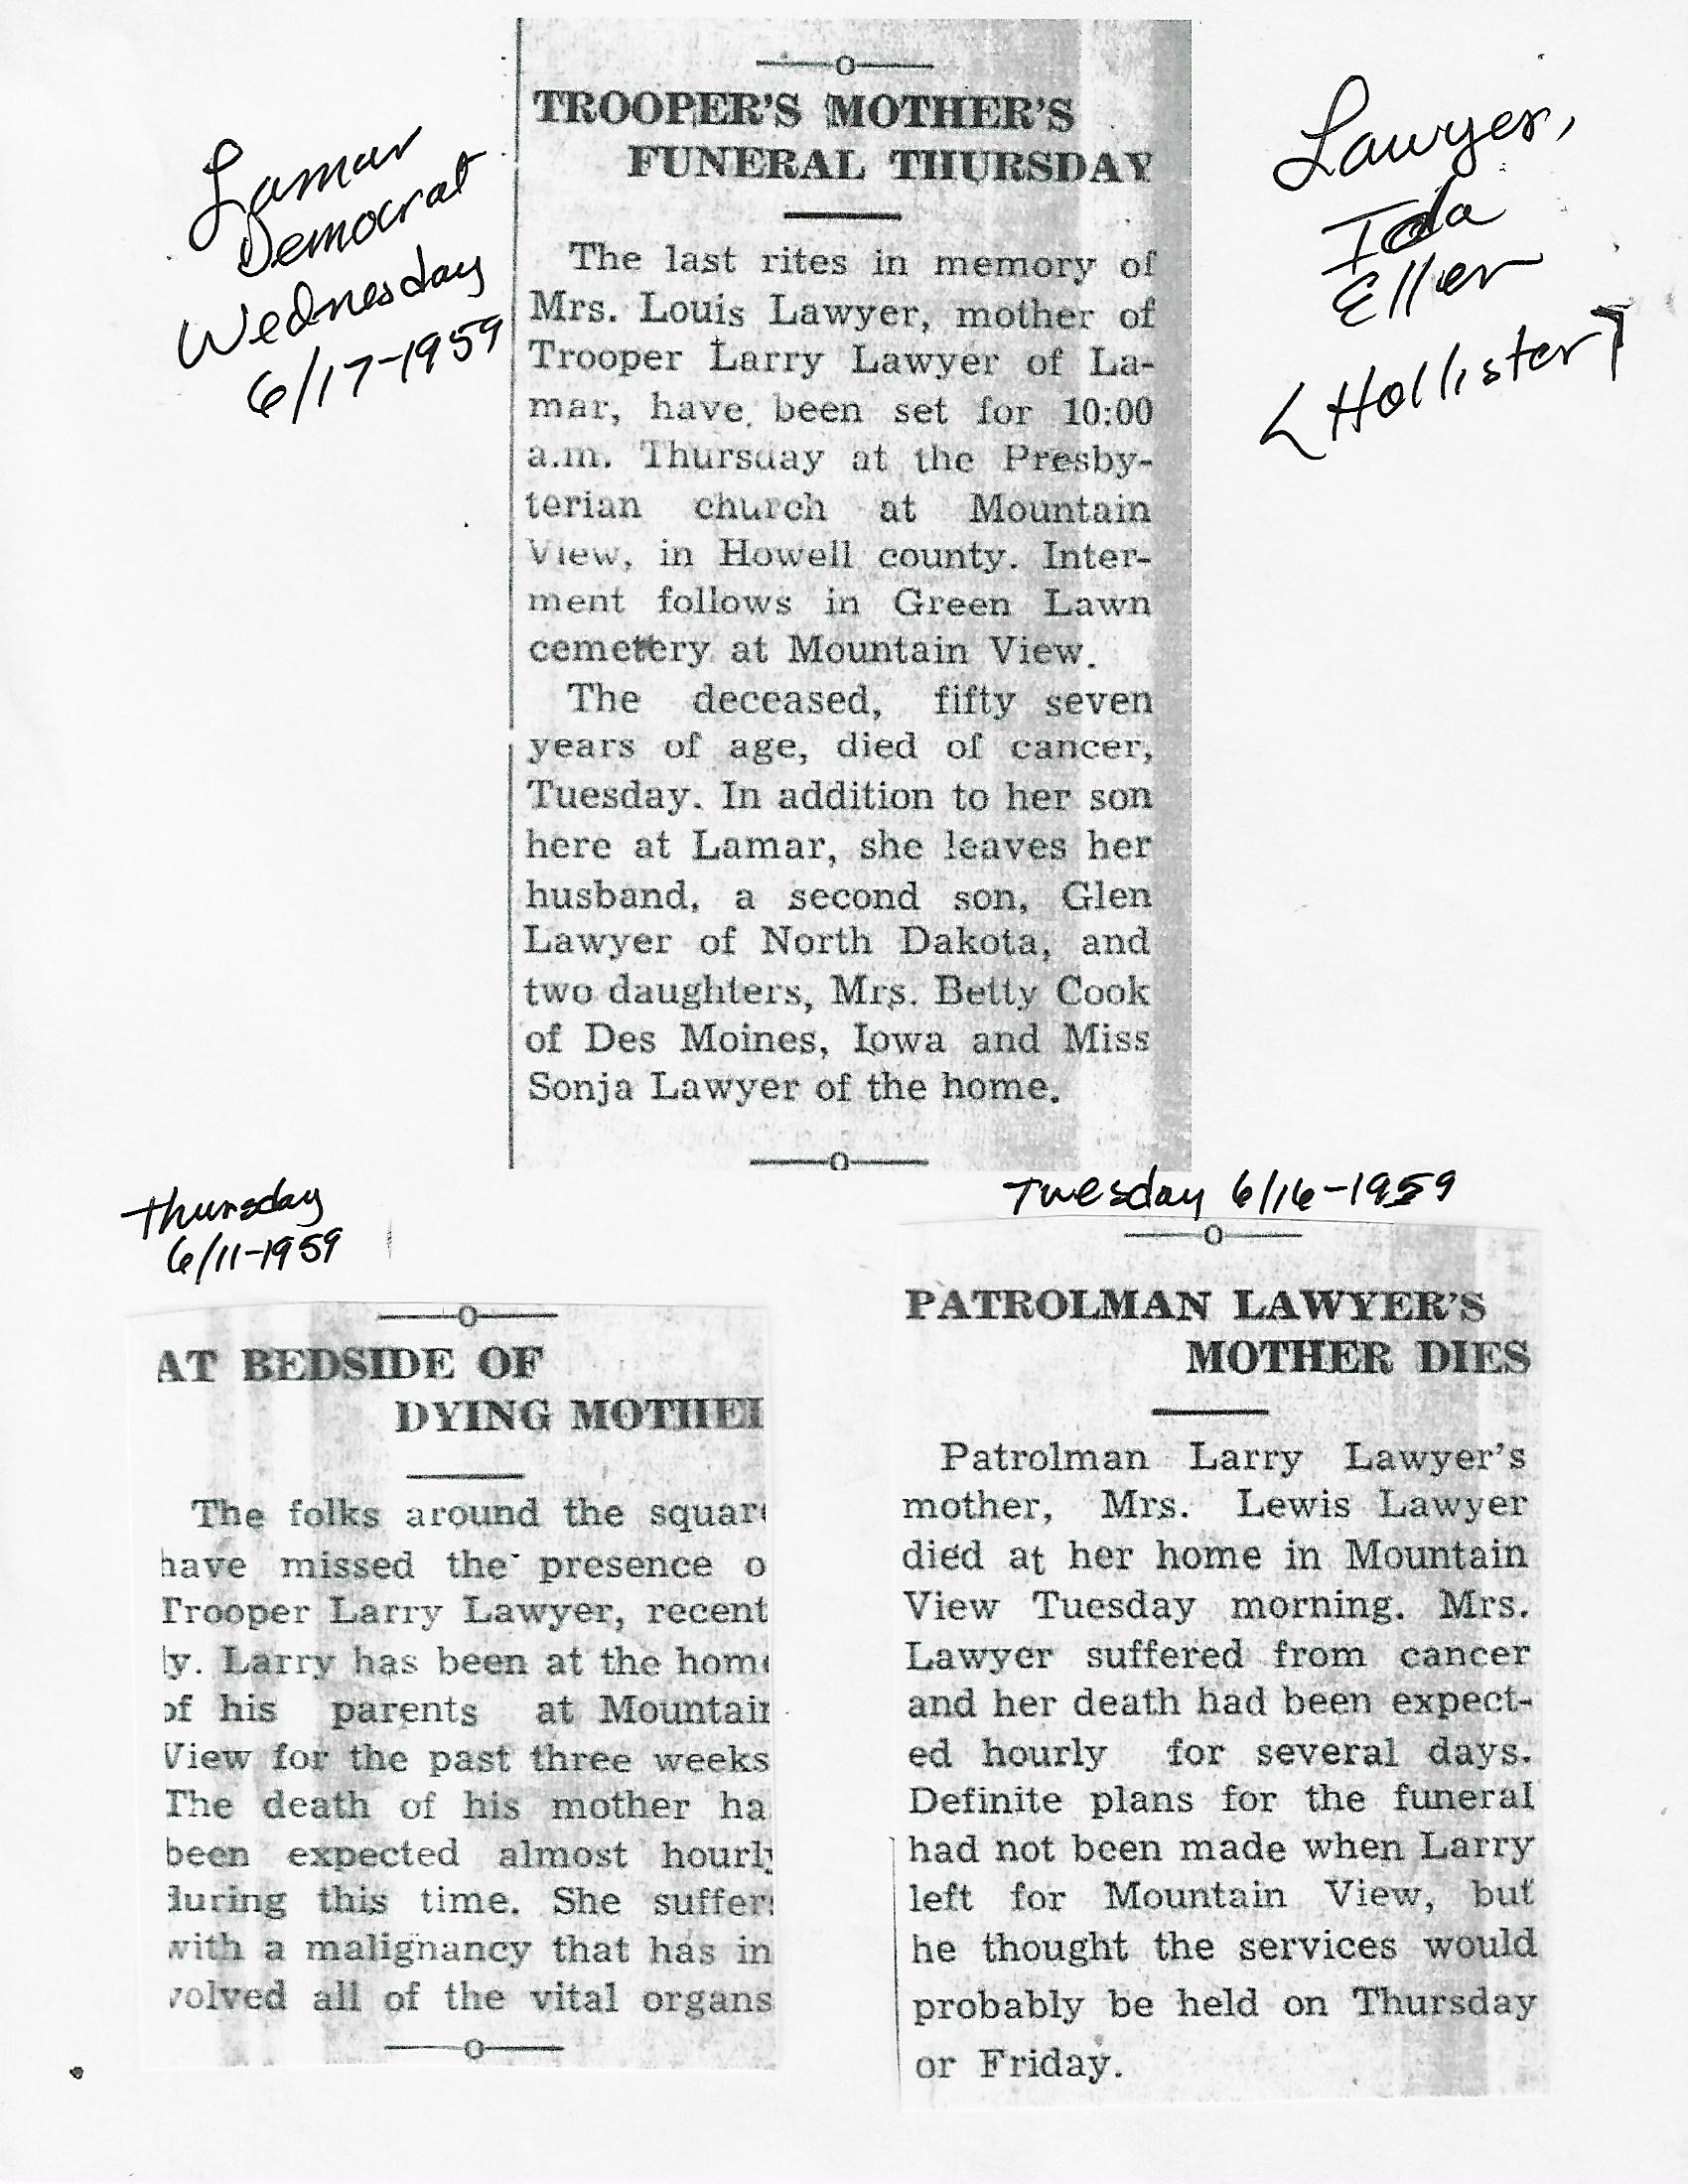 Lamar
Democrat
Wednesday
6/17-1959
Lawyer,
Ida
Ellen
< Hollister >
—o—
TROOPER'S MOTHER'S
FUNERAL THURSDAY
The last rites in memory of
Mrs. Louis Lawyer, mother of
Trooper Larry Lawyer of La-
mar, have been set for 10:00
a.m. Thursday at the Presby-
terian church at Mountain
View, in Howell county. Inter-
ment follows in Green Lawn
cemetery at Mountain View.
The deceased, fifty seven
years of age, died of cancer,
Tuesday. In addition to her son
here at Lamar, she leaves her
husband, a second son, Glen
Lawyer of North Dakota, and
two daughters, Mrs. Betty Cook
of Des Moines, Iowa and Miss
Sonja Lawyer of the home.
—o—
Thursday
6/11-1959
—o—
AT BEDSIDE OF
DYING MOTHE
The folks around the squar
have missed the presence o
Trooper Larry Lawyer, recent
ly. Larry has been at the hom
of his parents at Mountain
View for the past three weeks
The death of his mother ha
been expected almost hourly
during this time. She suffers
with a malignancy that has in
volved all of the vital organs
—o—
Tuesday 6/16-1959
—o—
PATROLMAN LAWYER'S
MOTHER DIES
Patrolman Larry Lawyer's
mother, Mrs. Lewis Lawyer
died at her home in Mountain
View Tuesday morning. Mrs.
Lawyer suffered from cancer
and her death had been expect-
ed hourly for several days.
Definite plans for the funeral
had not been made when Larry
left for Mountain View, but
he thought the services would
probably be held on Thursday
or Friday.